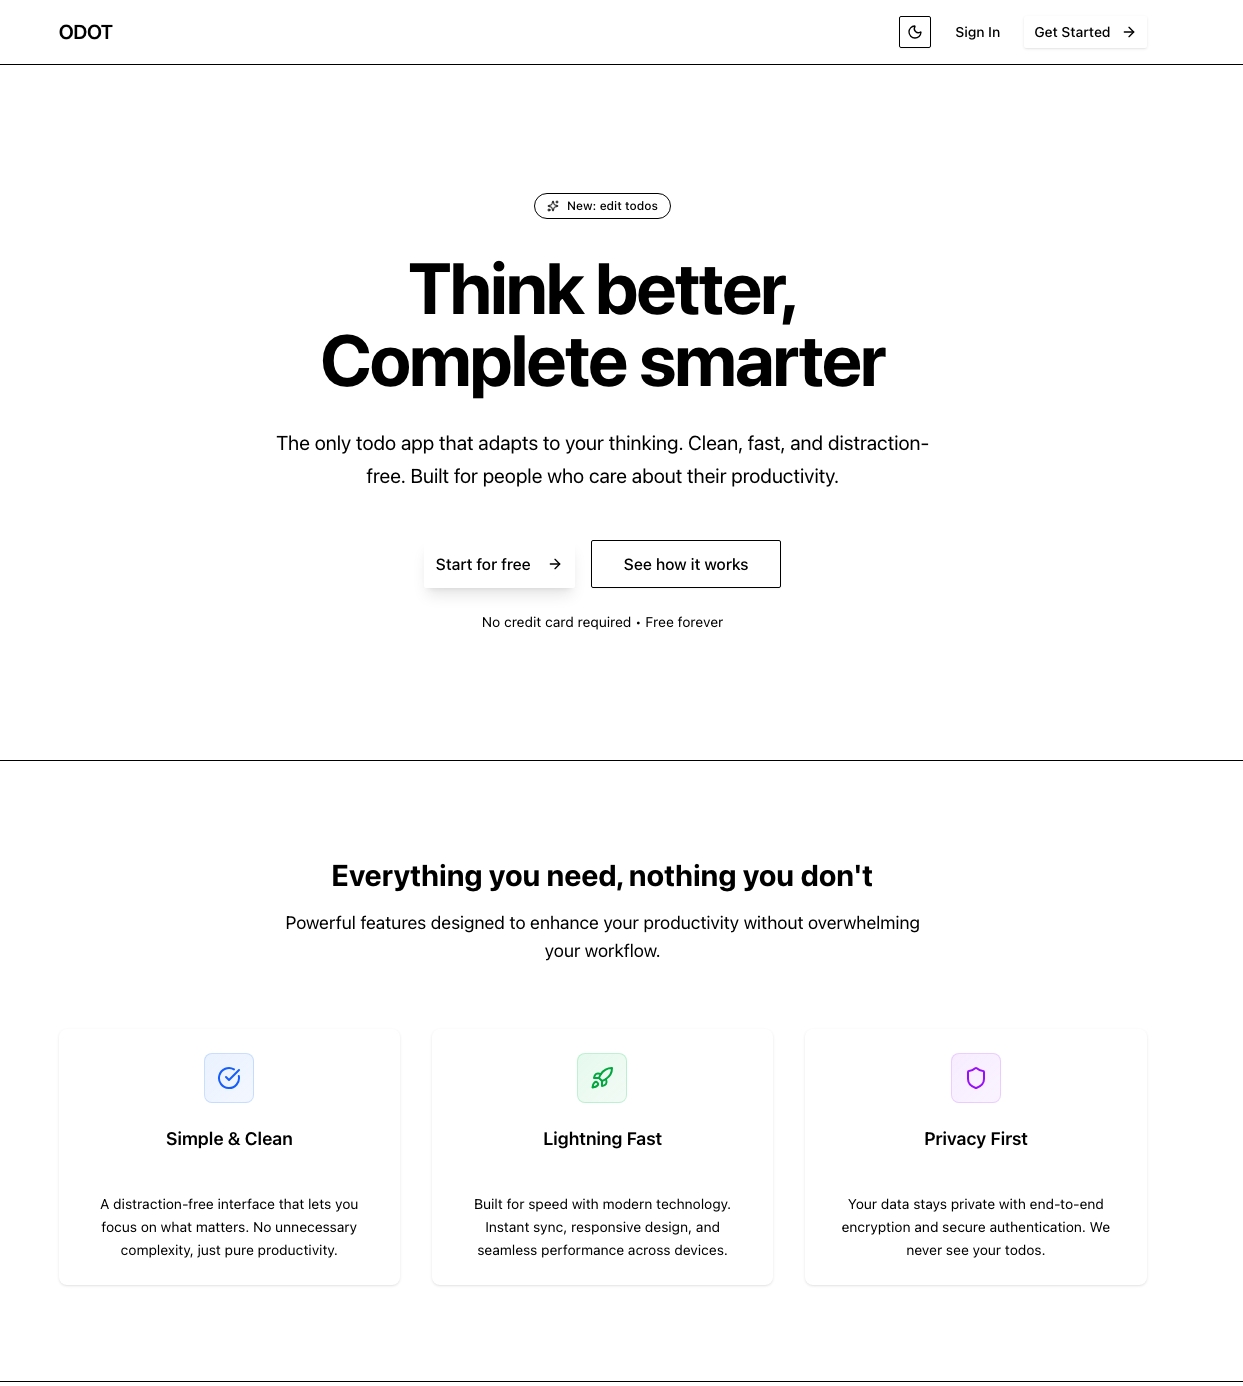 ODOT
Sign In
Get Started
New: edit todos
Think better,
Complete smarter
The only todo app that adapts to your thinking. Clean, fast, and distraction-
free. Built for people who care about their productivity.
Start for free
See how it works
No credit card required • Free forever
Everything you need, nothing you don't
Powerful features designed to enhance your productivity without overwhelming
your workflow.
Simple & Clean
A distraction-free interface that lets you
focus on what matters. No unnecessary
complexity, just pure productivity.
Lightning Fast
Built for speed with modern technology.
Instant sync, responsive design, and
seamless performance across devices.
Privacy First
Your data stays private with end-to-end
encryption and secure authentication. We
never see your todos.